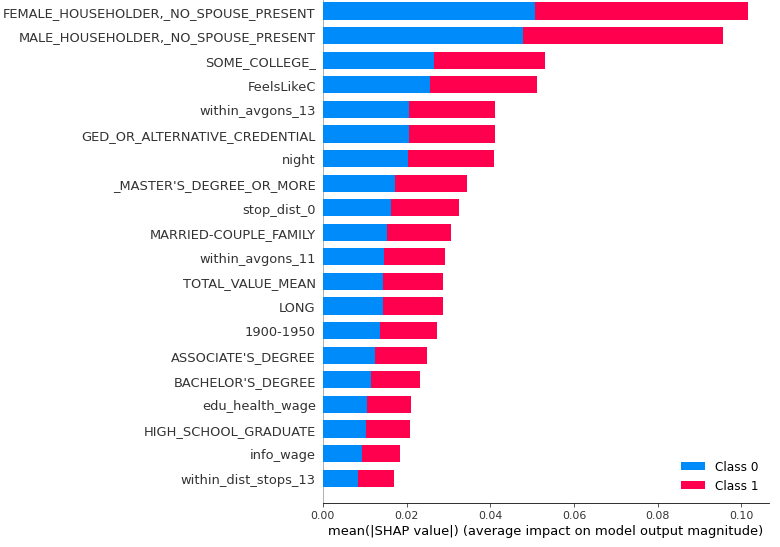 FEMALE_HOUSEHOLDER,_NO_SPOUSE_PRESENT
MALE_HOUSEHOLDER,_NO_SPOUSE_PRESENT
SOME_COLLEGE_
FeelsLikeC
within_avgons_13
GED_OR_ALTERNATIVE_CREDENTIAL
night
_MASTER'S_DEGREE_OR_MORE
stop_dist_0
MARRIED-COUPLE_FAMILY
within_avgons_11
TOTAL_VALUE_MEAN
LONG
1900-1950
ASSOCIATE'S_DEGREE
BACHELOR'S_DEGREE
edu_health_wage
HIGH_SCHOOL_GRADUATE
info_wage
within_dist_stops_13
Class 0
Class 1
0.00 0.02 0.04 0.06 0.08 0.10
mean(|SHAP value|) (average impact on model output magnitude)